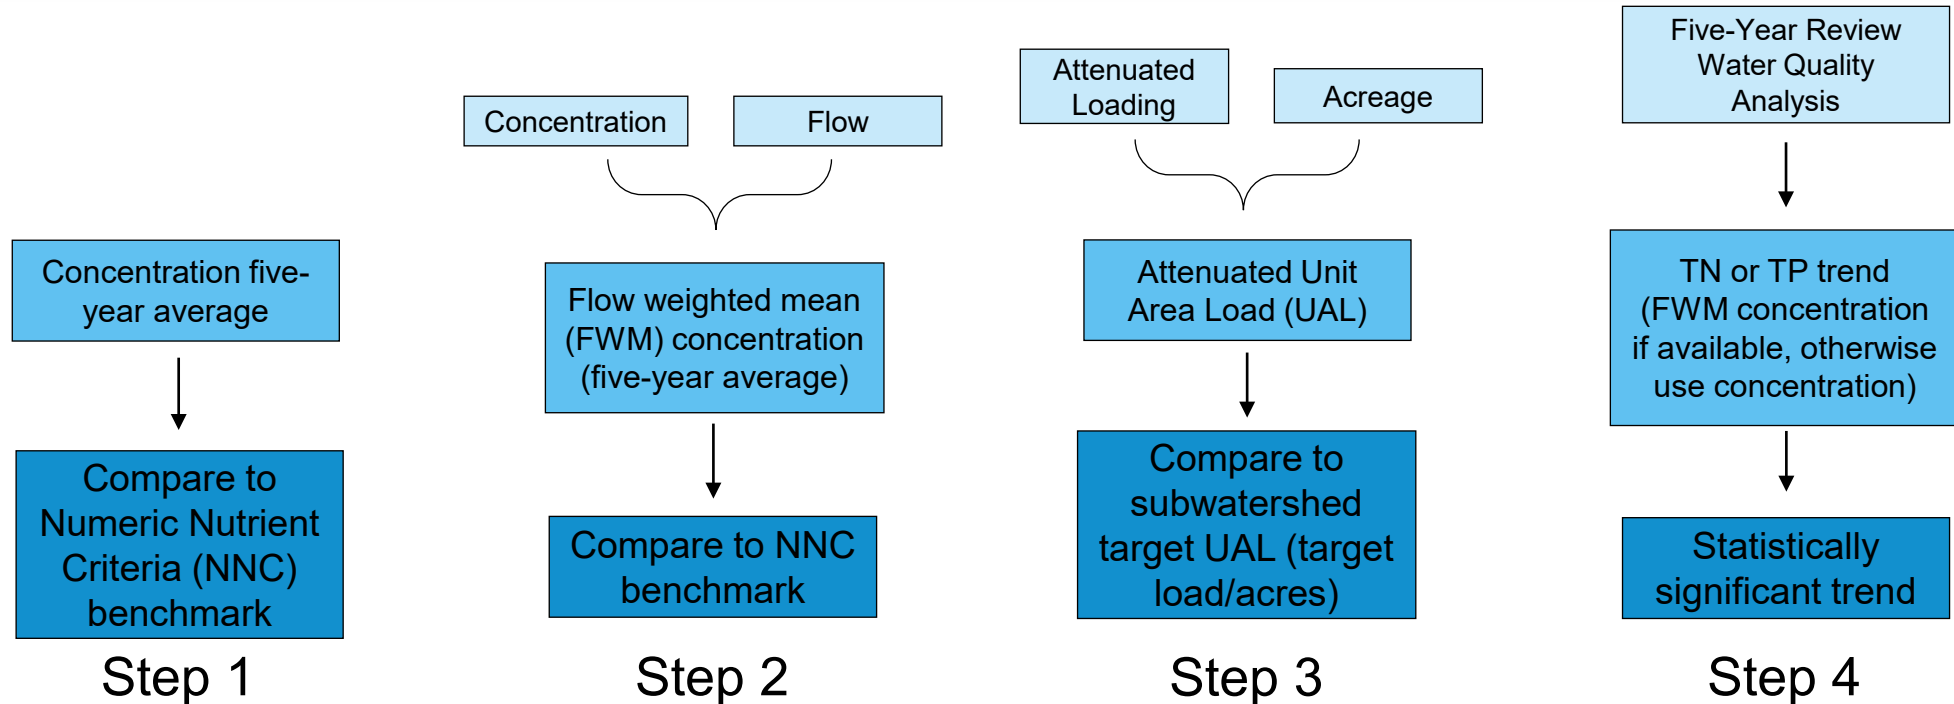 Concentration five-
year average
Compare to
Numeric Nutrient
Criteria (NNC)
benchmark
Step 1
Concentration
Flow
Flow weighted mean
(FWM) concentration
(five-year average)
Compare to NNC
benchmark
Step 2
Attenuated
Loading
Acreage
Attenuated Unit
Area Load (UAL)
Compare to
subwatershed
target UAL (target
load/acres)
Step 3
Five-Year Review
Water Quality
Analysis
TN or TP trend
(FWM concentration
if available, otherwise
use concentration)
Statistically
significant trend
Step 4